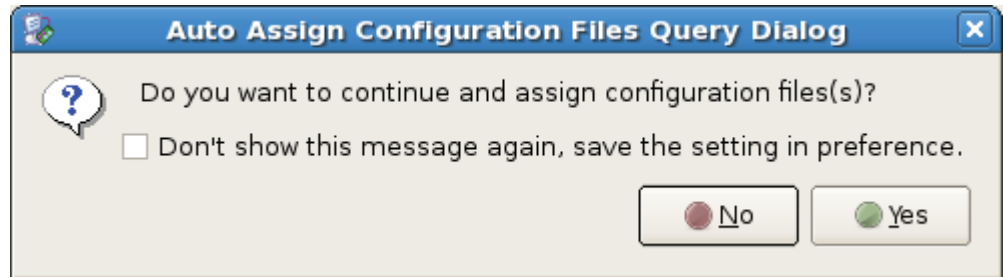 Auto Assign Configuration Files Query Dialog
Do you want to continue and assign configuration files(s)?
Don't show this message again, save the setting in preference.
No
Yes